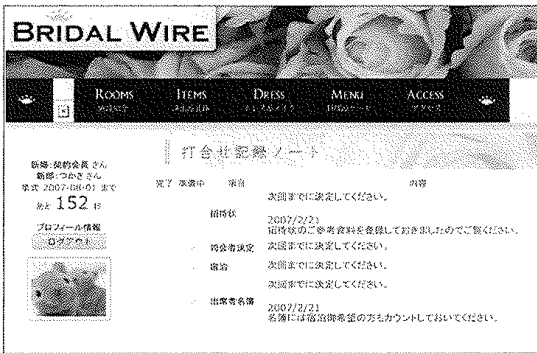 BRIDAL WIRE
ROOMS ITEMS DRESS MENU ACCESS
アクセス
打合せ記録ノート
新婦:契約会員 さん
新郎:つかさ さん
挙式 2007-08-01 まで
あと 152 日
プロフィール情報
ログアウト
完了 準備中 項目 内容
次回までに決定してください。
招待状
2007/2/21
招待状のご参考資料を登録しておきましたのでご覧ください。
司会者決定 次回までに決定してください。
宿泊 次回までに決定してください。
次回までに決定してください。
出席者名簿
2007/2/21
名簿には宿泊御希望の方もカウントしておいてください。